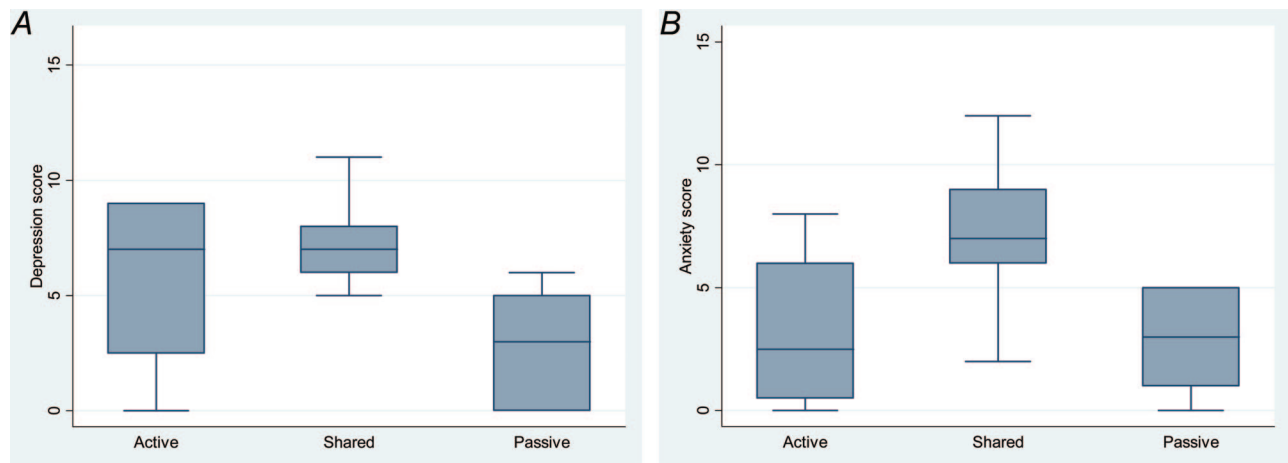 A
Depression score
15
10
5
0
Active Shared Passive
B
Anxiety score
15
10
5
0
Active Shared Passive